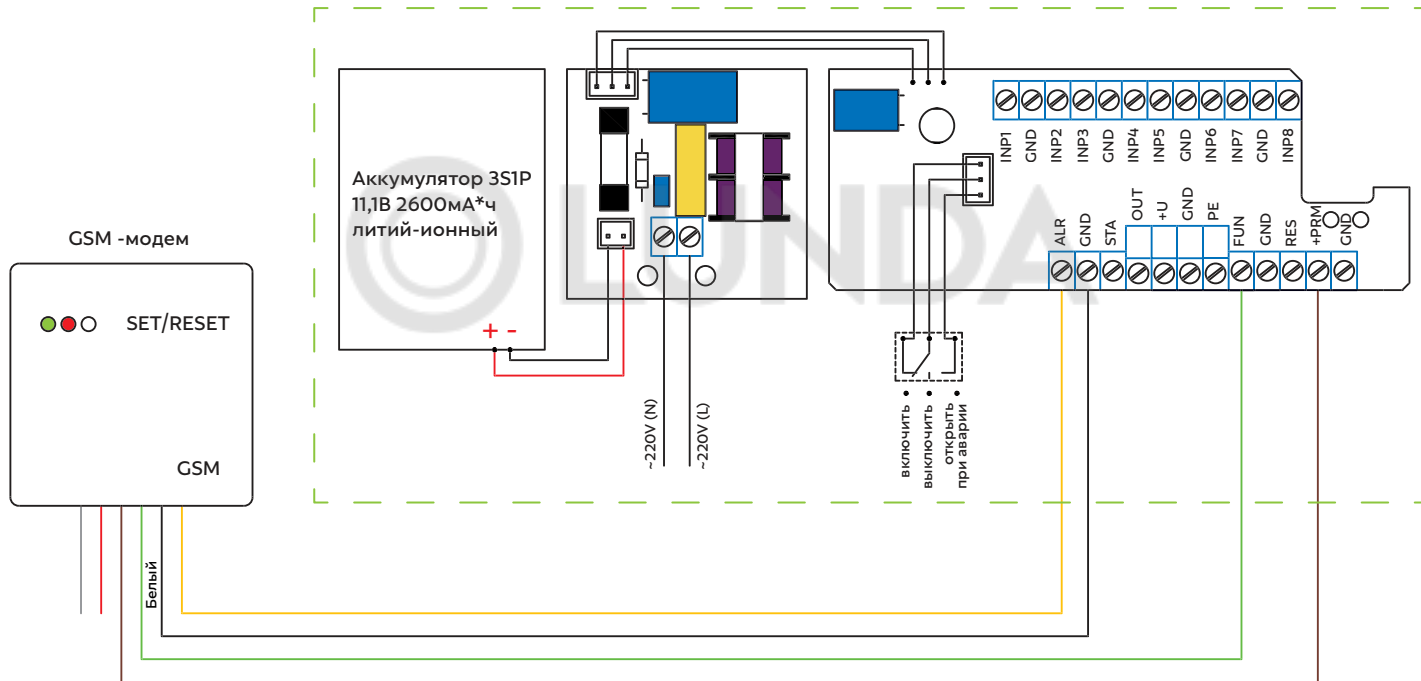 Аккумулятор 3S1P
11,1В 2600мА*ч
литий-ионный
+ -
GSM -модем
SET/RESET
GSM
Белый
~220V (N)
~220V (L)
INP1
GND
INP2
INP3
GND
INP4
INP5
GND
INP6
INP7
GND
INP8
ALR
GND
STA
OUT
+U
GND
PE
FUN
GND
RES
+PRM
GND
включить
выключить
открыть
при аварии
LUNDA